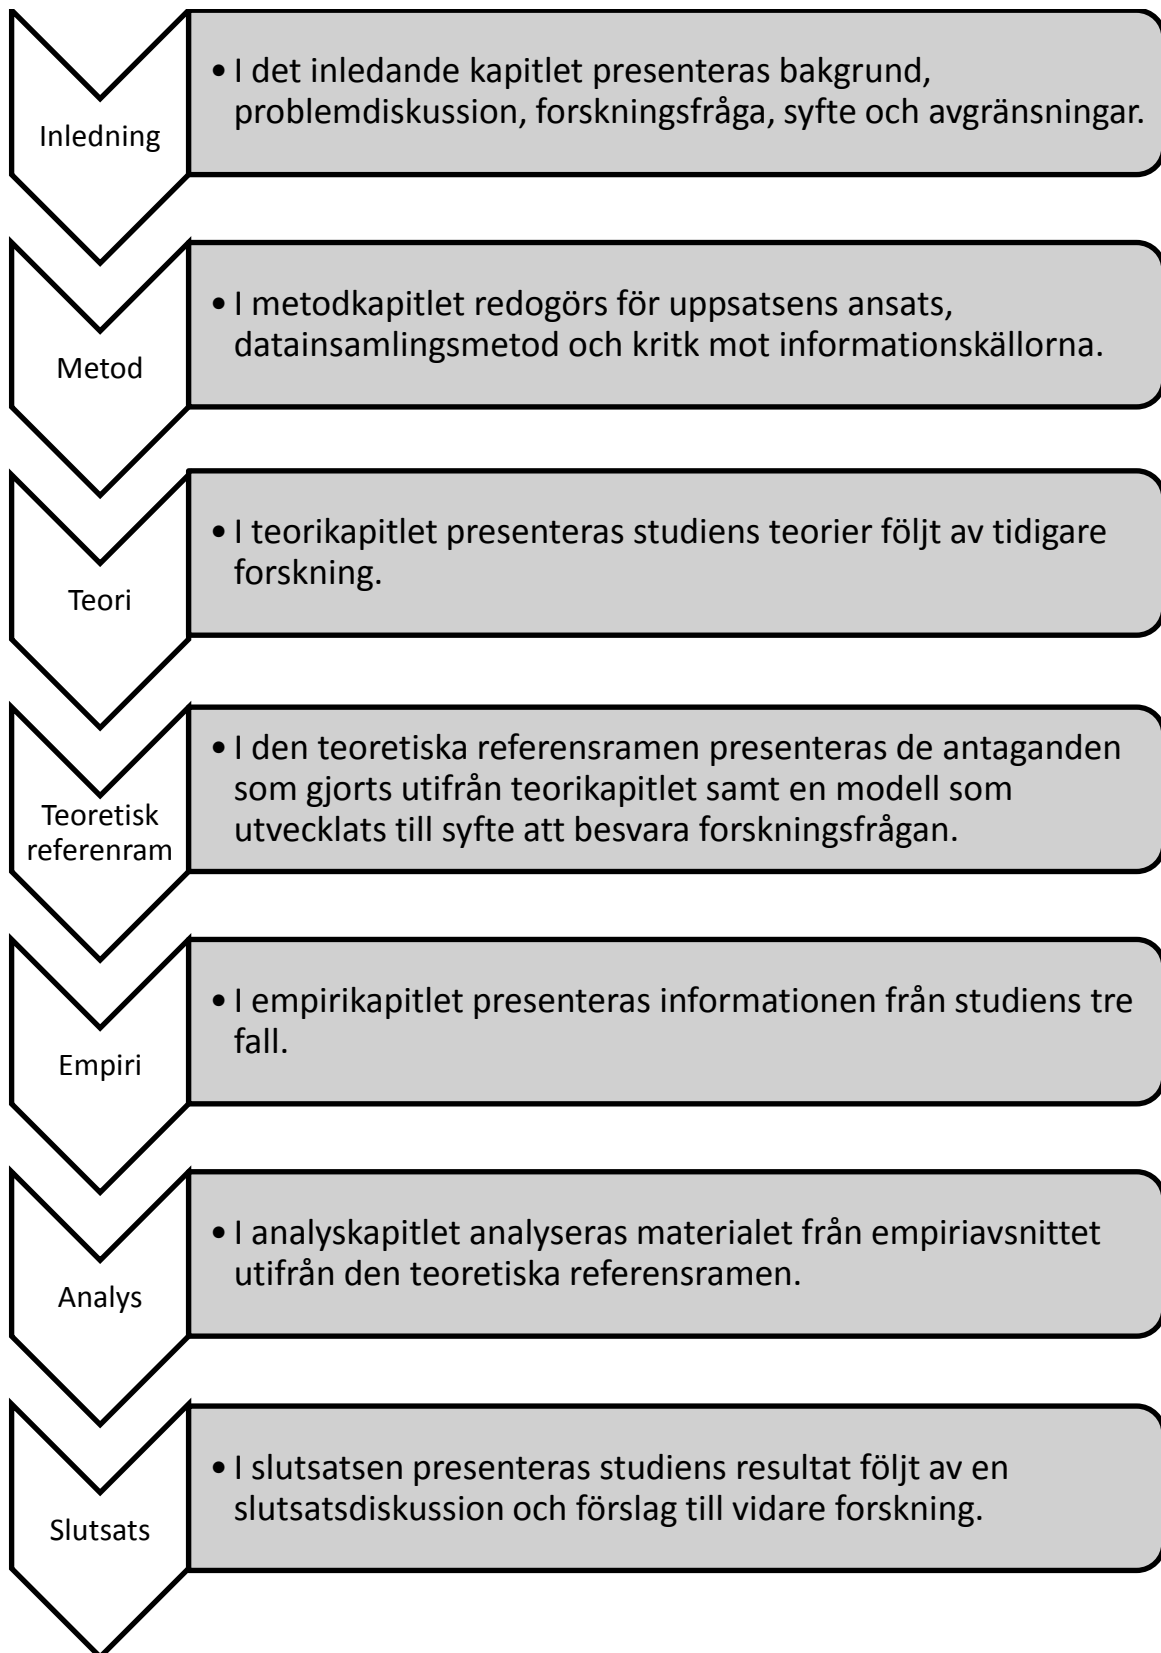 Inledning
• I det inledande kapitlet presenteras bakgrund,
problemdiskussion, forskningsfråga, syfte och avgränsningar.
Metod
• I metodkapitlet redogörs för uppsatsens ansats,
datainsamlingsmetod och kritk mot informationskällorna.
Teori
• I teorikapitlet presenteras studiens teorier följt av tidigare
forskning.
Teoretisk
referenram
• I den teoretiska referensramen presenteras de antaganden
som gjorts utifrån teorikapitlet samt en modell som
utvecklats till syfte att besvara forskningsfrågan.
Empiri
• I empirikapitlet presenteras informationen från studiens tre
fall.
Analys
• I analyskapitlet analyseras materialet från empiriavsnittet
utifrån den teoretiska referensramen.
Slutsats
• I slutsatsen presenteras studiens resultat följt av en
slutsatsdiskussion och förslag till vidare forskning.